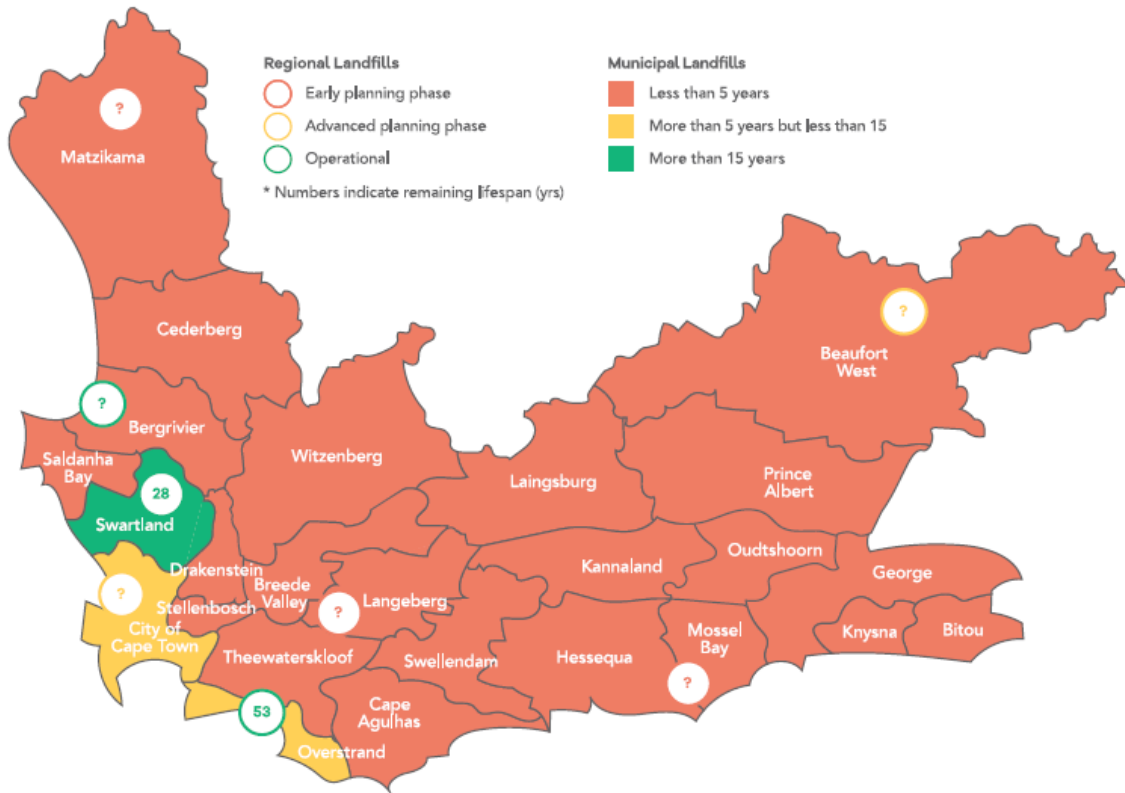 Regional Landfills
Early planning phase
Advanced planning phase
Operational
* Numbers indicate remaining lifespan (yrs)
Municipal Landfills
Less than 5 years
More than 5 years but less than 15
More than 15 years
?
Matzikama
Cederberg
?
Beaufort
West
?
Bergrivier
Saldanha
Bay
Witzenberg
Laingsburg
Prince
Albert
28
Swartland
Oudtshoorn
Drakenstein
Kannaland
George
?
Breede
Valley
Langeberg
Stellenbosch
?
City of
Cape Town
Theewaterskloof
Swellendam
Hessequa
Mossel
Bay
Knysna
Bitou
?
53
Cape
Agulhas
Overstrand